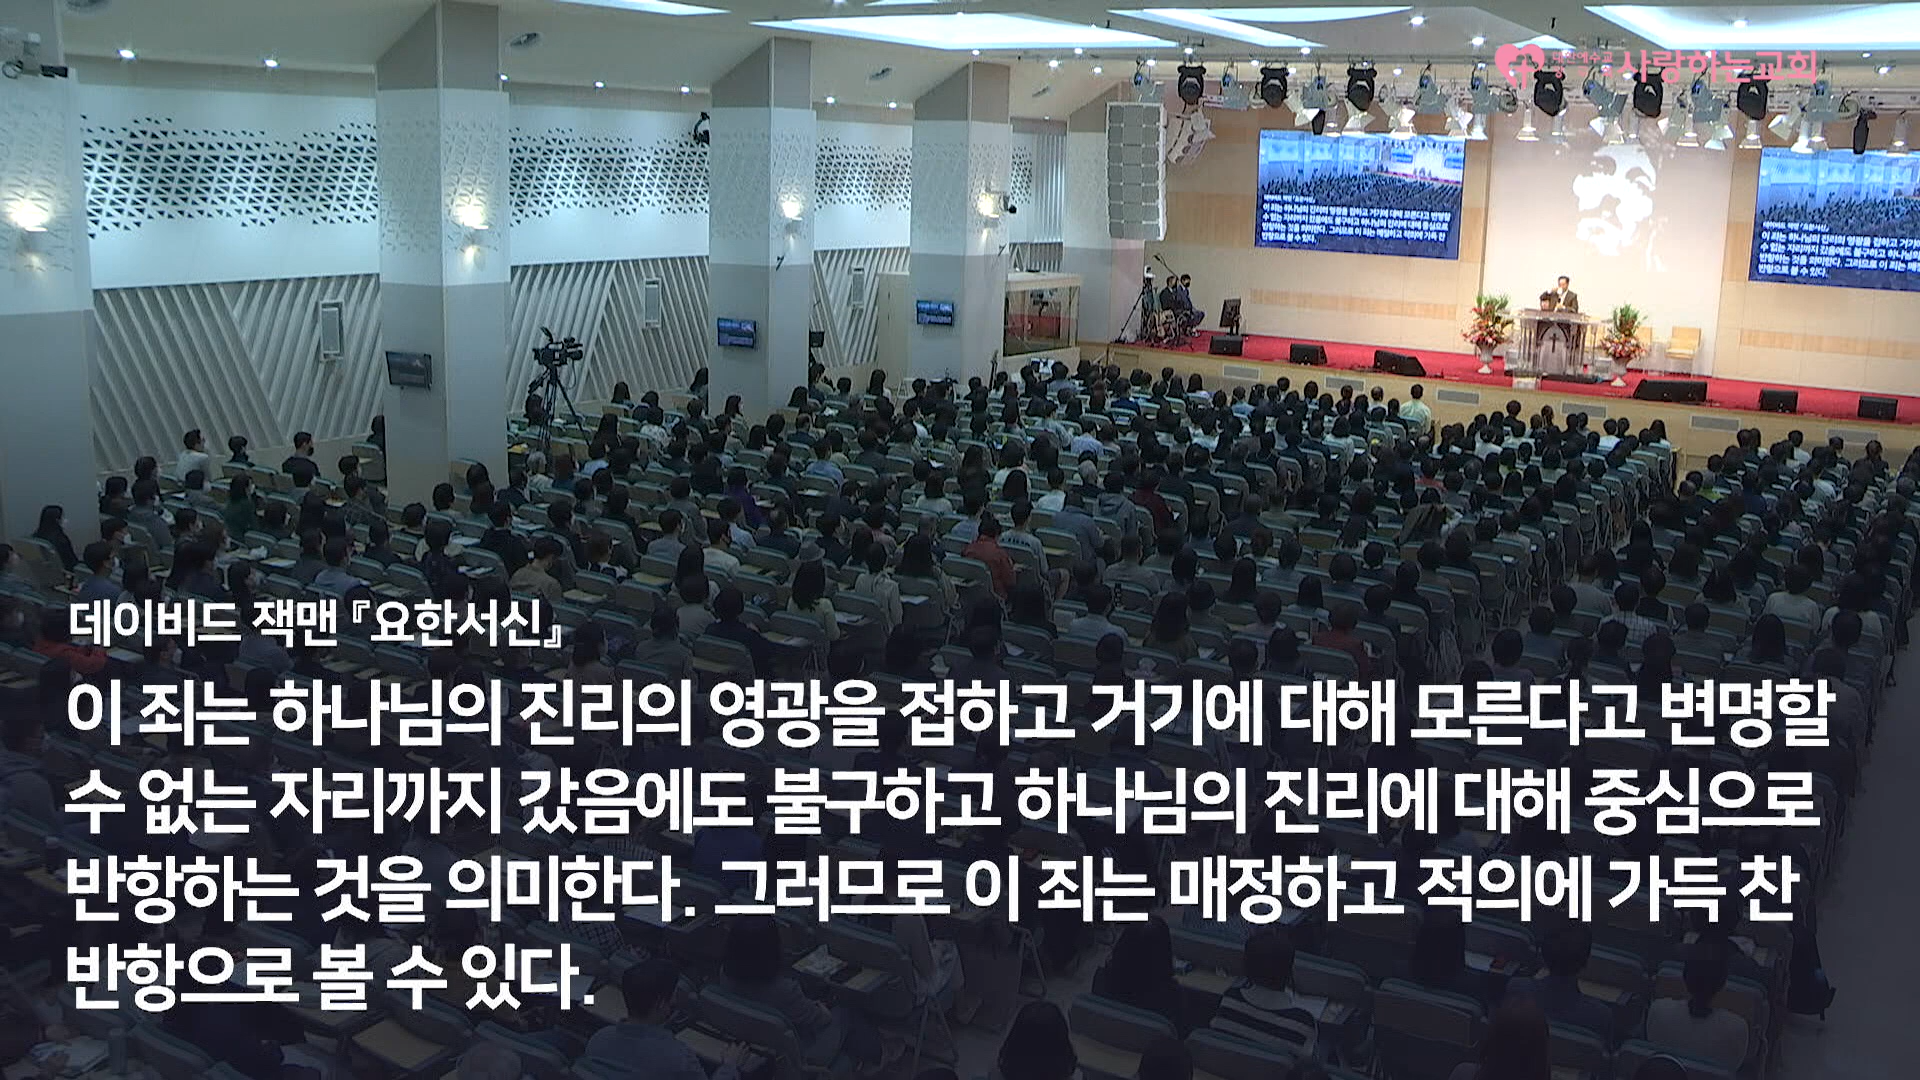 사랑하는교회
데이비드 잭맨 『요한서신』
이 죄는 하나님의 진리의 영광을 접하고 거기에 대해 모른다고 변명할
수 없는 자리까지 갔음에도 불구하고 하나님의 진리에 대해 중심으로
반항하는 것을 의미한다. 그러므로 이 죄는 매정하고 적의에 가득 찬
반항으로 볼 수 있다.